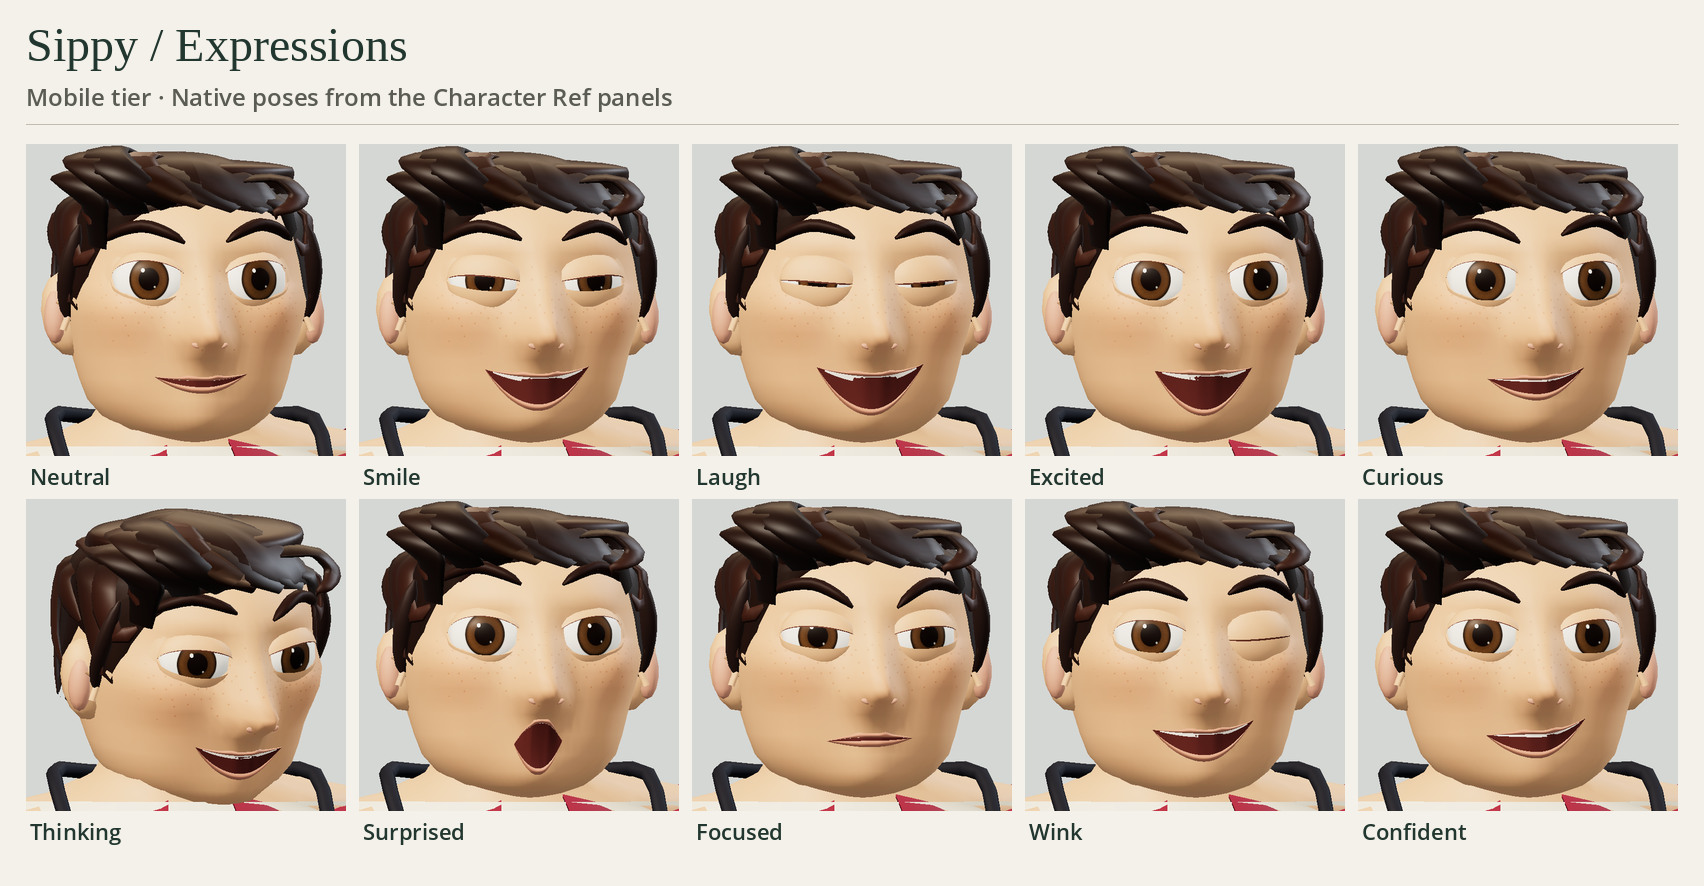 Sippy / Expressions
Mobile tier · Native poses from the Character Ref panels
Neutral
Smile
Laugh
Excited
Curious
Thinking
Surprised
Focused
Wink
Confident